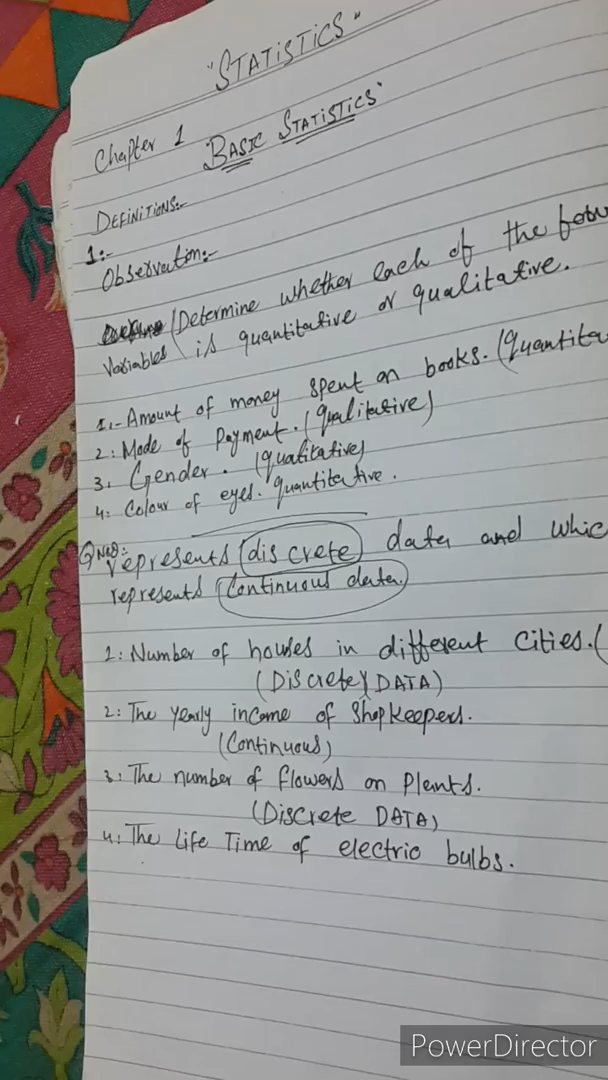 "STATISTICS"
Chapter 1 BASIC STATISTICS"
DEFINITIONS:-
1:-
Observation:-
(Determine whether each of the
Variables is quantitative or qualitative.
1.- Amount of money spent on books. (Quantita
2: Mode of Payment. (Qualitative)
3. Gender. (qualitative)
4: Colour of eyes. quantitative.
Q No2: represents discrete data and whic
represents Continuous data.
1: Number of houses in different Cities. (
(Discrete) DATA)
2: The yearly income of Shopkeepers.
(Continuous)
3: The number of flowers on Plants.
(Discrete DATA)
4: The Life Time of electric bulbs.
PowerDirector